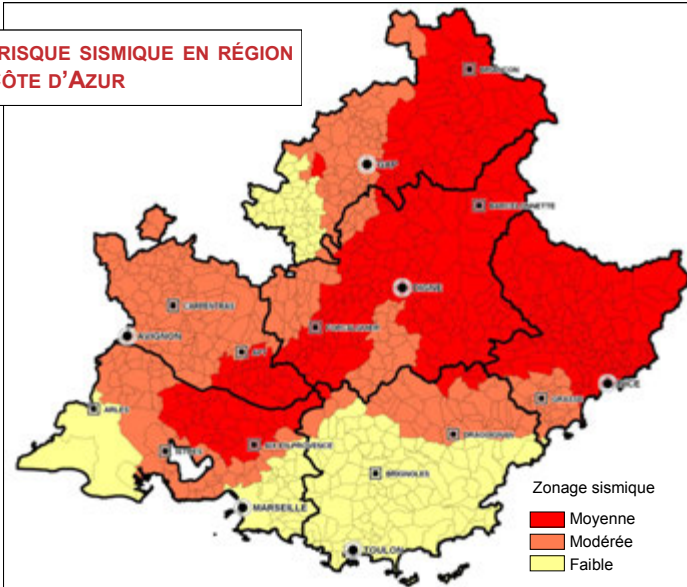 RISQUE SISMIQUE EN RÉGION
CÔTE D'AZUR
BRIANÇON
GAP
BARCELONNETTE
DIGNE
CARPENTRAS
FORCALQUIER
AVIGNON
APT
NICE
GRASSE
ARLES
DRAGUIGNAN
AIX-EN-PROVENCE
ISTRES
BRIGNOLES
MARSEILLE
TOULON
Zonage sismique
Moyenne
Modérée
Faible